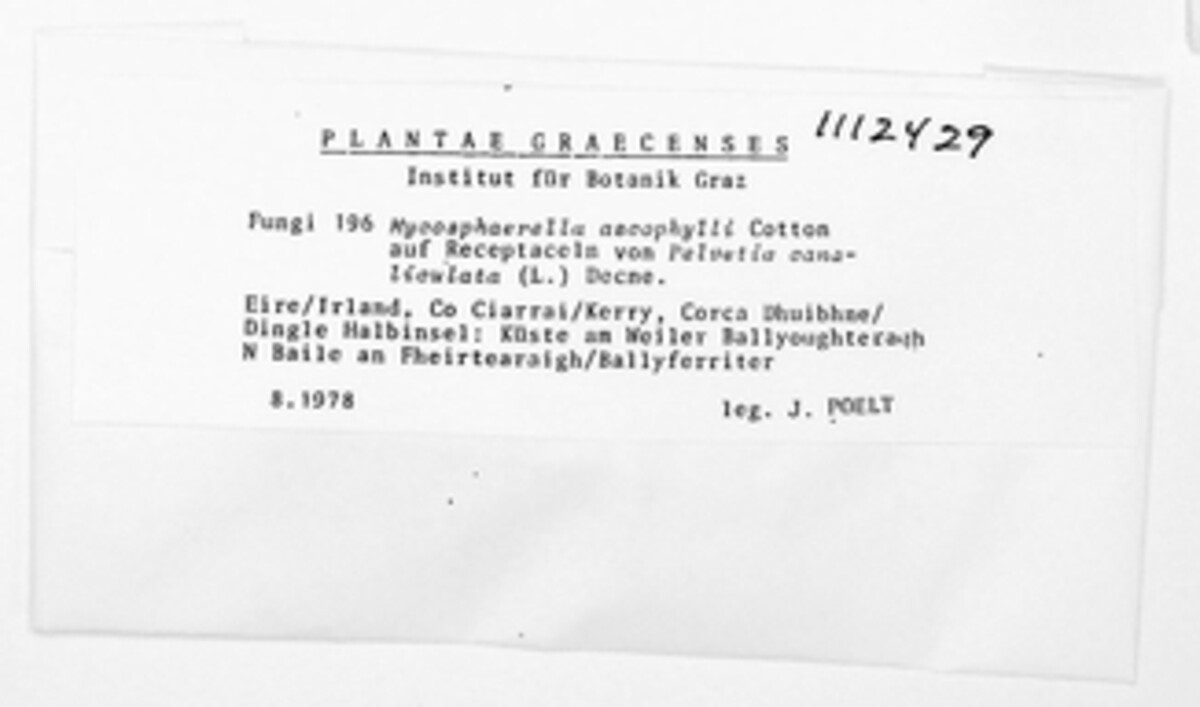 PLANTAE GRAECENSES 1112429
Institut für Botanik Graz
Fungi 196 Mycosphaerella ascophylli Cotton
auf Receptaceln von Pelvetia cana-
liculata (L.) Decne.
Eire/Irland, Co Ciarrai/Kerry, Corca Dhuibhne/
Dingle Halbinsel: Küste am Weiler Ballyoughteragh
N Baile an Fheirtearaigh/Ballyferriter
8.1978 leg. J. POELT